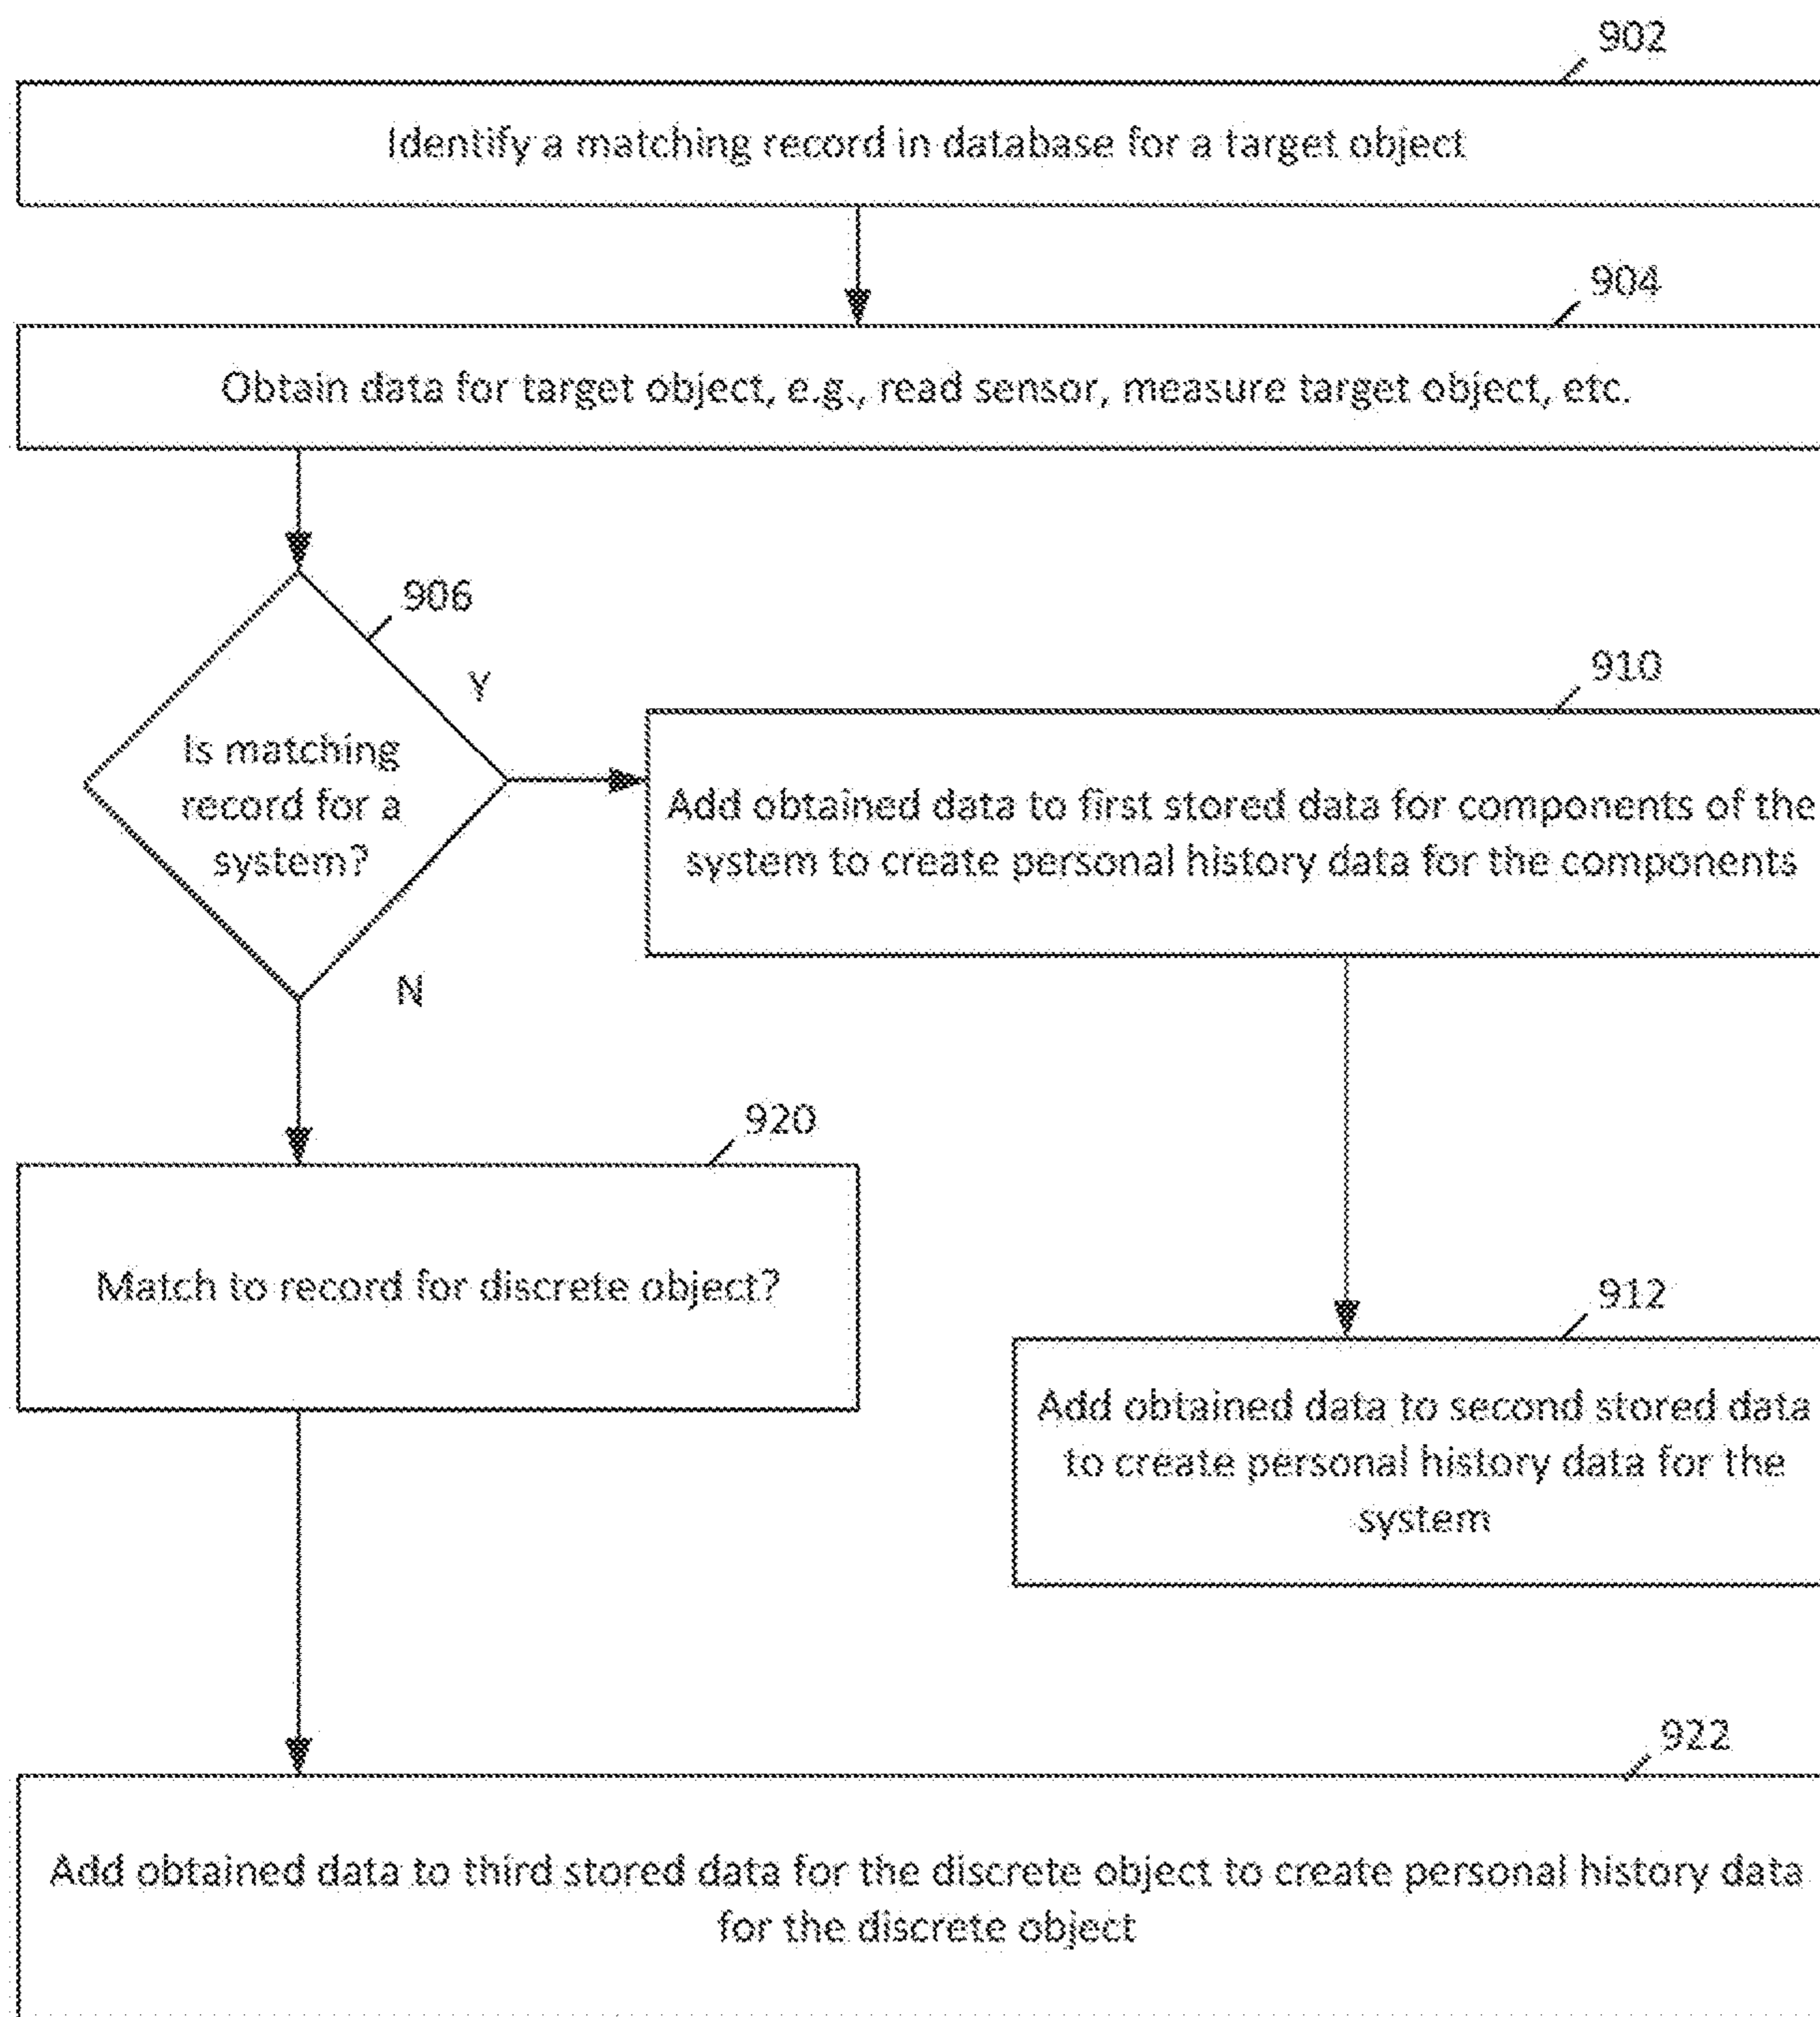 902
Identify a matching record in database for a target object
904
Obtain data for target object, e.g., read sensor, measure target object, etc.
906
Y
Is matching
record for a
system?
N
910
Add obtained data to first stored data for components of the
system to create personal history data for the components
920
Match to record for discrete object?
912
Add obtained data to second stored data
to create personal history data for the
system
922
Add obtained data to third stored data for the discrete object to create personal history data
for the discrete object